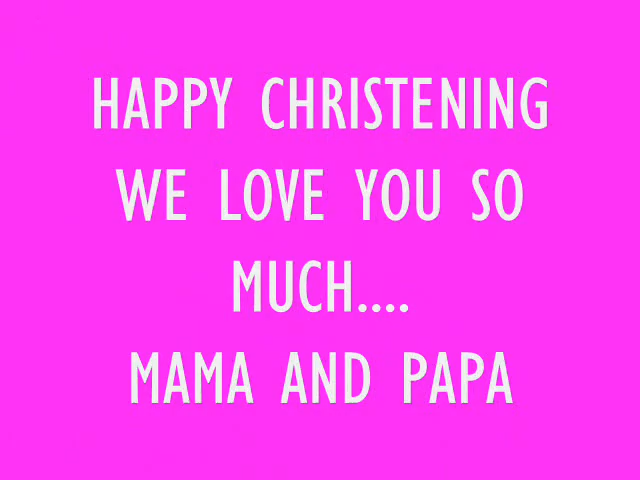 HAPPY CHRISTENING
WE LOVE YOU SO
MUCH....
MAMA AND PAPA